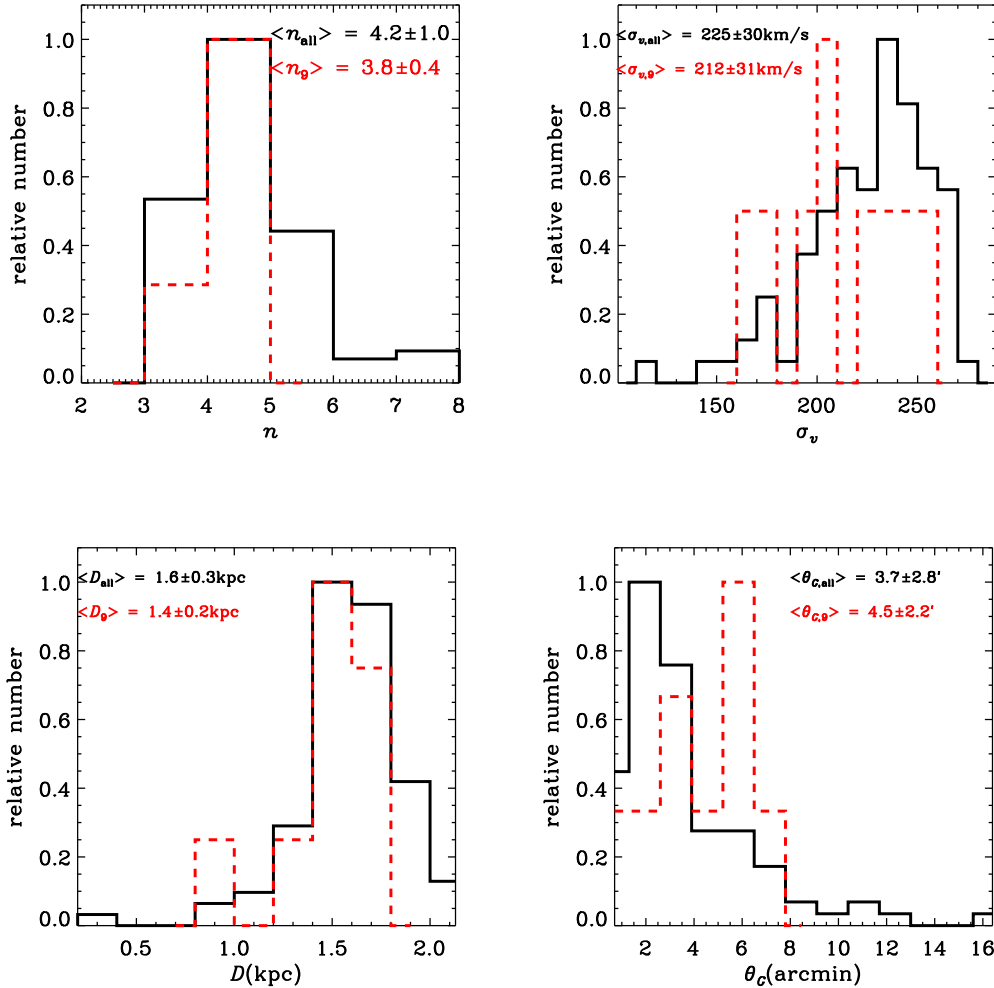 <n_all> = 4.2±1.0
<n_9> = 3.8±0.4
1.0
0.8
0.6
0.4
0.2
0.0
relative number
2 3 4 5 6 7 8
n
<σ_v,all> = 225±30km/s
<σ_v,9> = 212±31km/s
1.0
0.8
0.6
0.4
0.2
0.0
relative number
150 200 250
σ_v
<D_all> = 1.6±0.3kpc
<D_9> = 1.4±0.2kpc
1.0
0.8
0.6
0.4
0.2
0.0
relative number
0.5 1.0 1.5 2.0
D(kpc)
<θ_G,all> = 3.7±2.8'
<θ_G,9> = 4.5±2.2'
1.0
0.8
0.6
0.4
0.2
0.0
relative number
2 4 6 8 10 12 14 16
θ_G(arcmin)